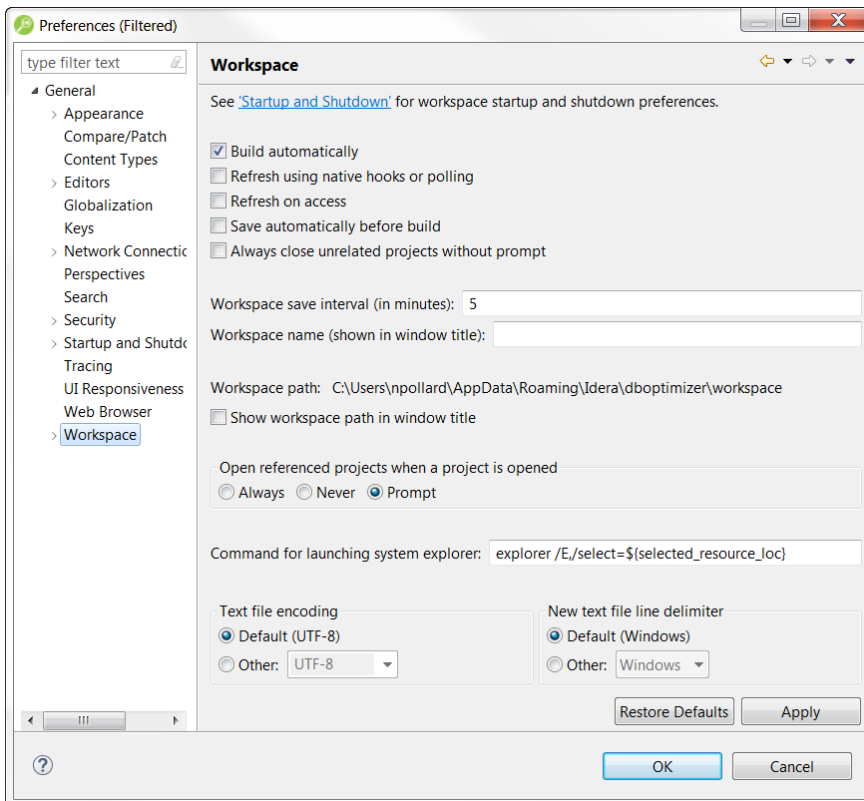 Preferences (Filtered)
type filter text
General
Appearance
Compare/Patch
Content Types
Editors
Globalization
Keys
Network Connectic
Perspectives
Search
Security
Startup and Shutdc
Tracing
UI Responsiveness
Web Browser
Workspace
Workspace
See 'Startup and Shutdown' for workspace startup and shutdown preferences.
Build automatically
Refresh using native hooks or polling
Refresh on access
Save automatically before build
Always close unrelated projects without prompt
Workspace save interval (in minutes): 5
Workspace name (shown in window title):
Workspace path: C:\Users\npollard\AppData\Roaming\Idera\dboptimizer\workspace
Show workspace path in window title
Open referenced projects when a project is opened
Always Never Prompt
Command for launching system explorer: explorer /E,/select=${selected_resource_loc}
Text file encoding
Default (UTF-8)
Other: UTF-8
New text file line delimiter
Default (Windows)
Other: Windows
Restore Defaults Apply
OK Cancel